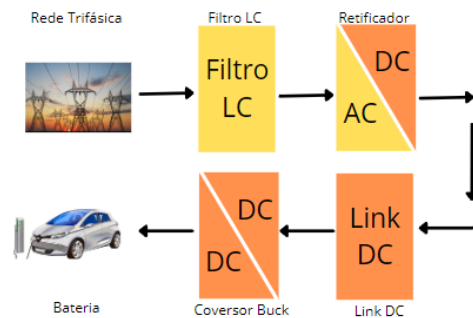 Rede Trifásica
Filtro LC
Retificador
Filtro
LC
DC
AC
DC
DC
Link
DC
Bateria
Coversor Buck
Link DC